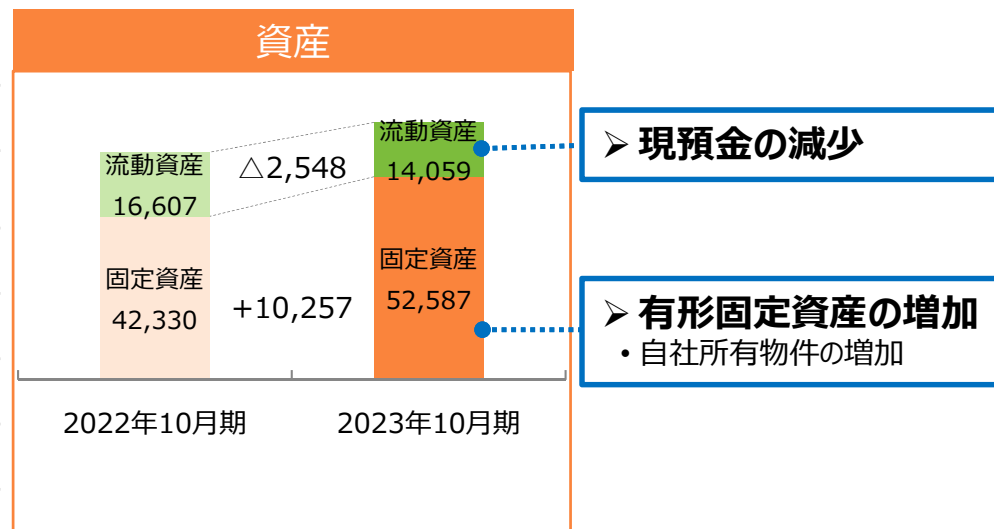 資産
流動資産
16,607
△2,548
流動資産
14,059
固定資産
42,330
+10,257
固定資産
52,587
2022年10月期
2023年10月期
➢ 現預金の減少
➢ 有形固定資産の増加
• 自社所有物件の増加